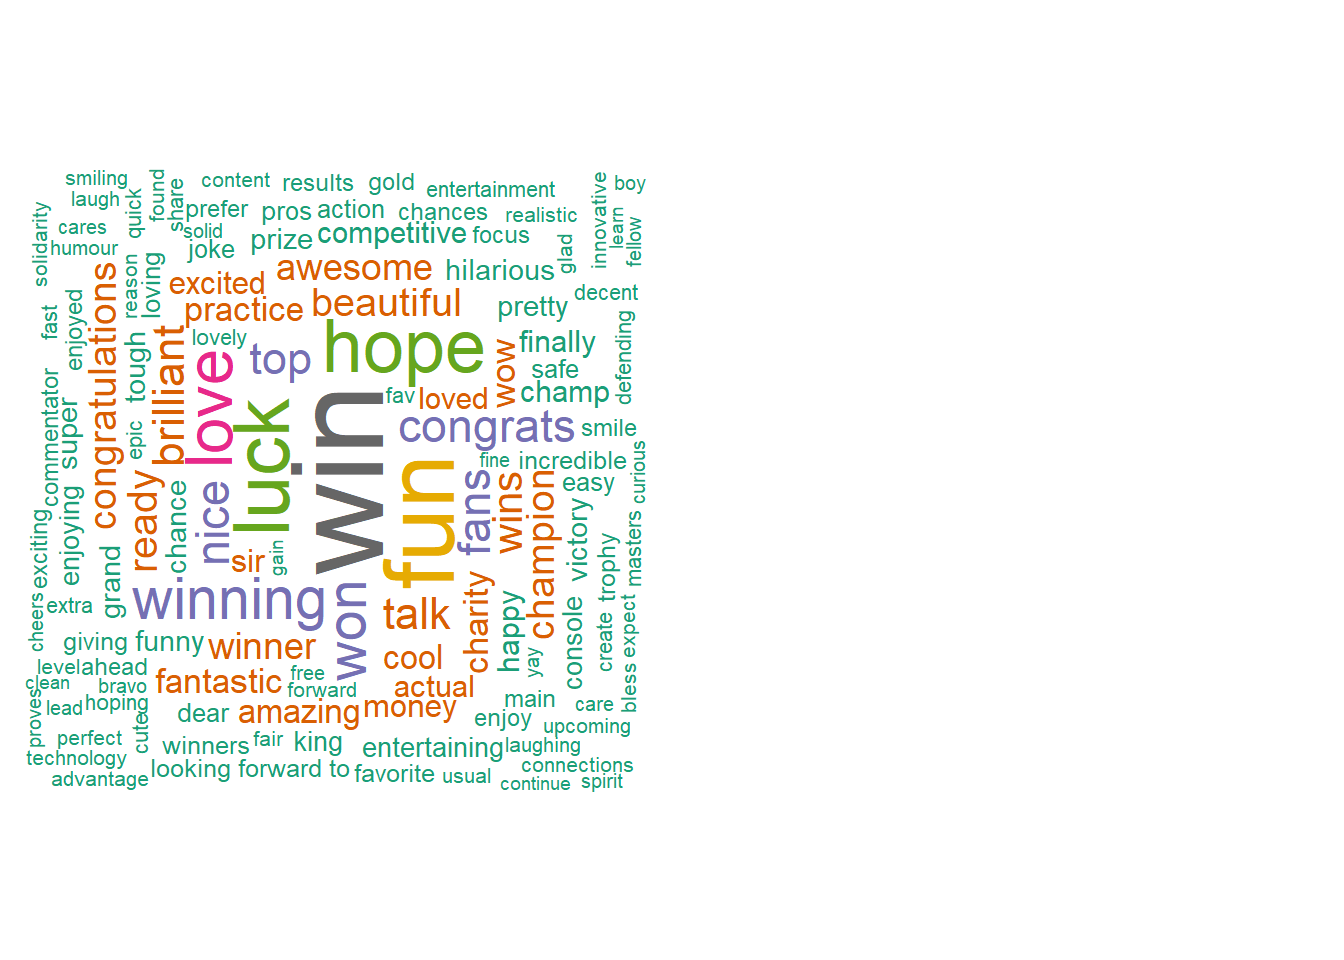 smiling
laugh
quick
found
share
content
results
gold
entertainment
innovative
boy
solidarity
cares
humour
prefer
solid
joke
pros
action
chances
realistic
learn
fellow
prize
competitive
focus
glad
reason
loving
excited
awesome
hilarious
decent
congratulations
practice
beautiful
pretty
fast
enjoyed
tough
brilliant
lovely
love
top
hope
wow
finally
safe
defending
commentator
super
epic
luck
win
fav
loved
champ
congrats
smile
fine
incredible
easy
curious
exciting
enjoying
ready
chance
nice
fun
fans
wins
champion
victory
masters
grand
sir
gain
trophy
cheers
extra
winning
won
talk
charity
happy
console
create
expect
giving
funny
winner
cool
yay
bless
levelahead
clean
bravo
fantastic
free
forward
actual
main
care
proves
lead
hoping
cute
dear
amazing
money
enjoy
upcoming
perfect
winners
fair
king
entertaining
laughing
technology
looking forward to
favorite
usual
connections
advantage
continue
spirit